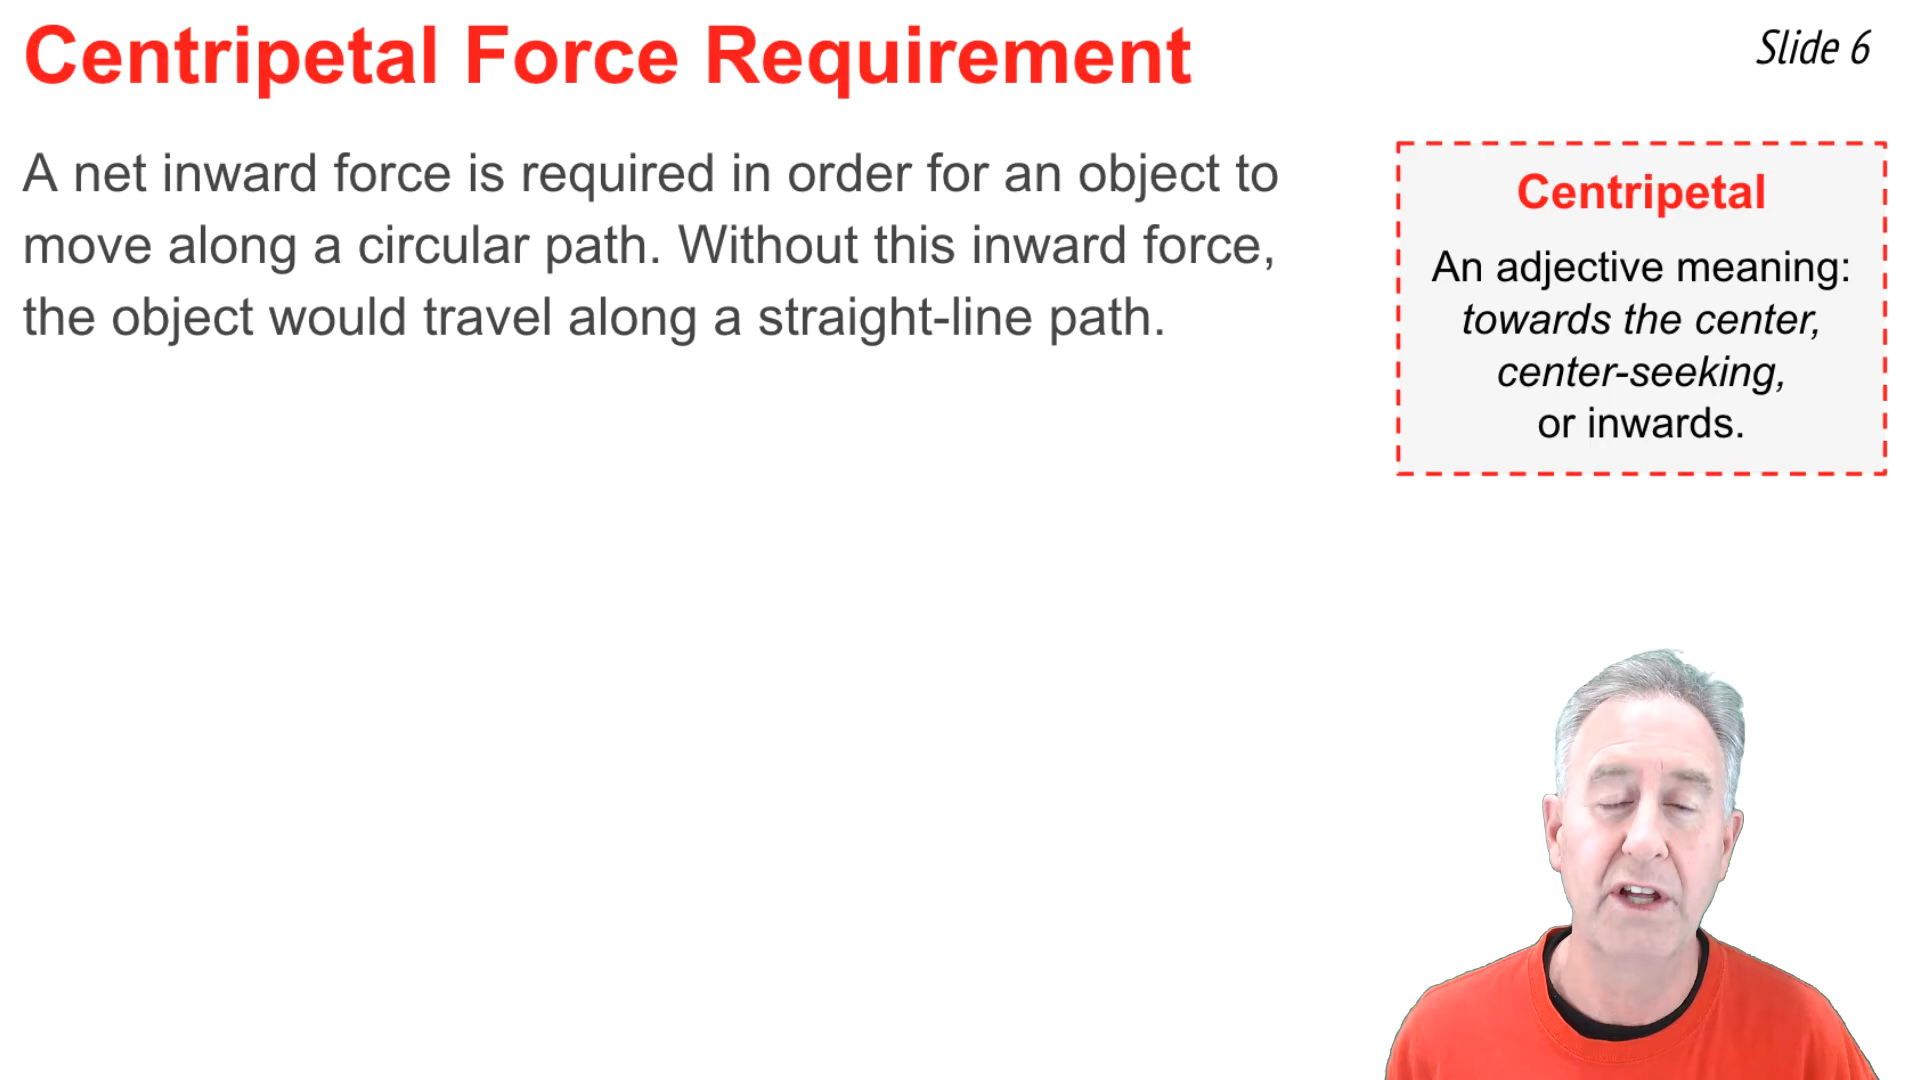 Centripetal Force Requirement
Slide 6
A net inward force is required in order for an object to
move along a circular path. Without this inward force,
the object would travel along a straight-line path.
Centripetal
An adjective meaning:
towards the center,
center-seeking,
or inwards.